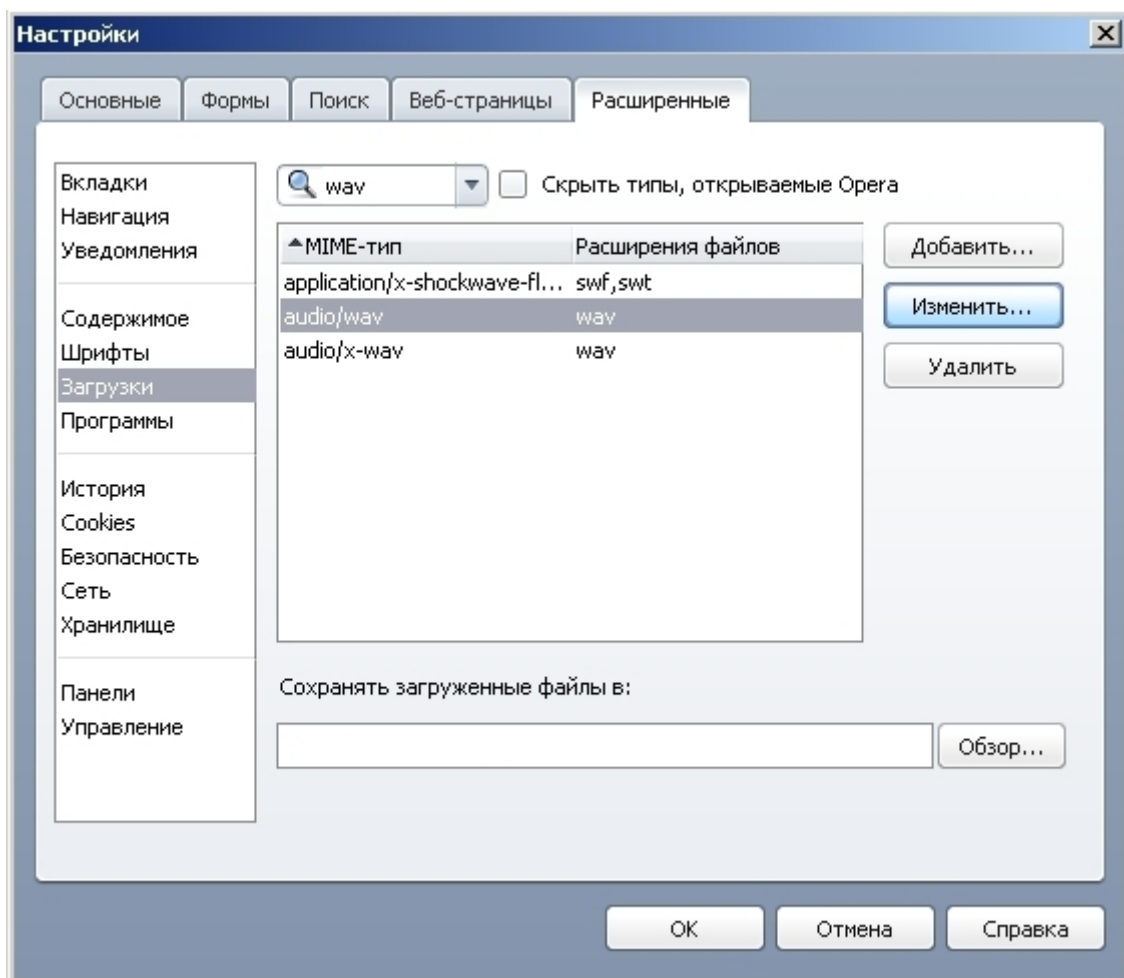 Настройки
Основные Формы Поиск Веб-страницы Расширенные
Вкладки
Навигация
Уведомления
Содержимое
Шрифты
Загрузки
Программы
История
Cookies
Безопасность
Сеть
Хранилище
Панели
Управление
wav Скрыть типы, открываемые Opera
MIME-тип Расширения файлов
application/x-shockwave-fl... swf,swt
audio/wav wav
audio/x-wav wav
Добавить...
Изменить...
Удалить
Сохранять загруженные файлы в:
Обзор...
OK Отмена Справка